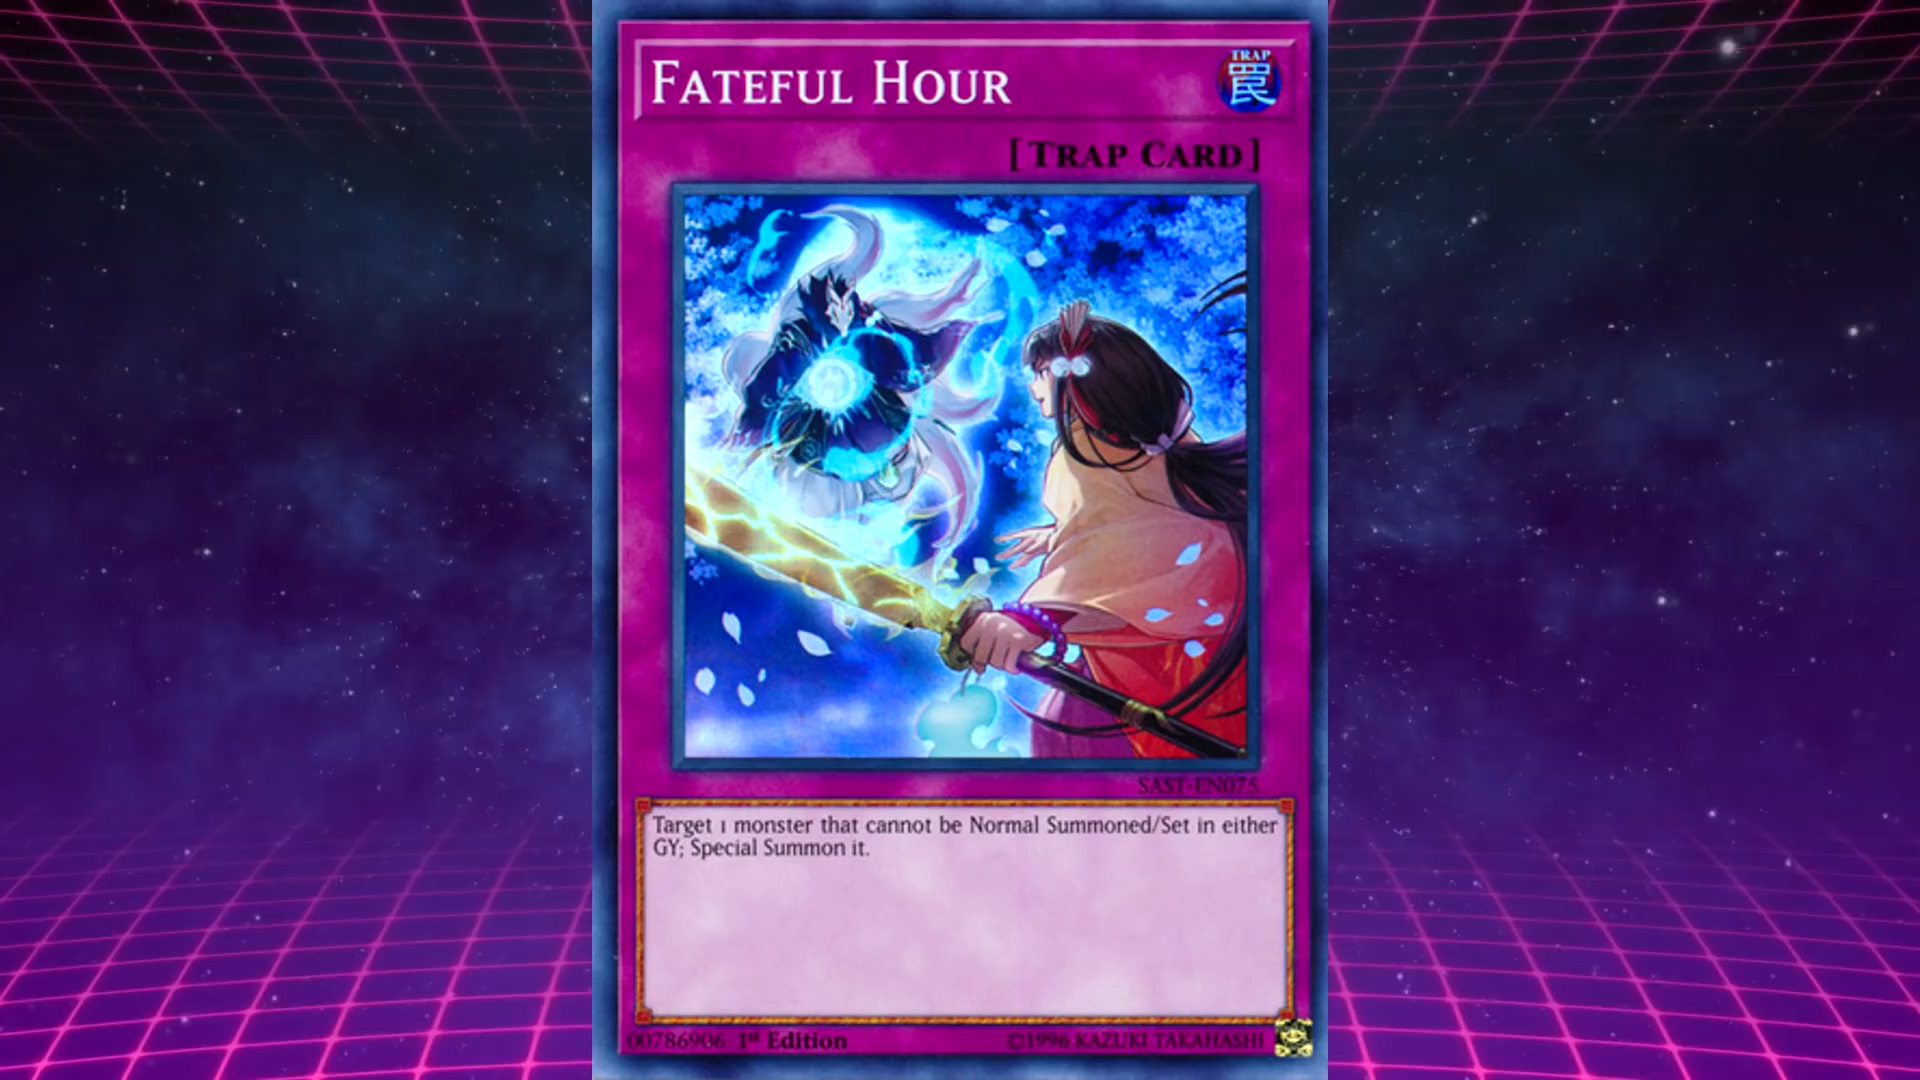 FATEFUL HOUR
TRAP
罠
[TRAP CARD]
SAST-EN075
Target 1 monster that cannot be Normal Summoned/Set in either
GY; Special Summon it.
00786906 1st Edition ©1996 KAZUKI TAKAHASHI